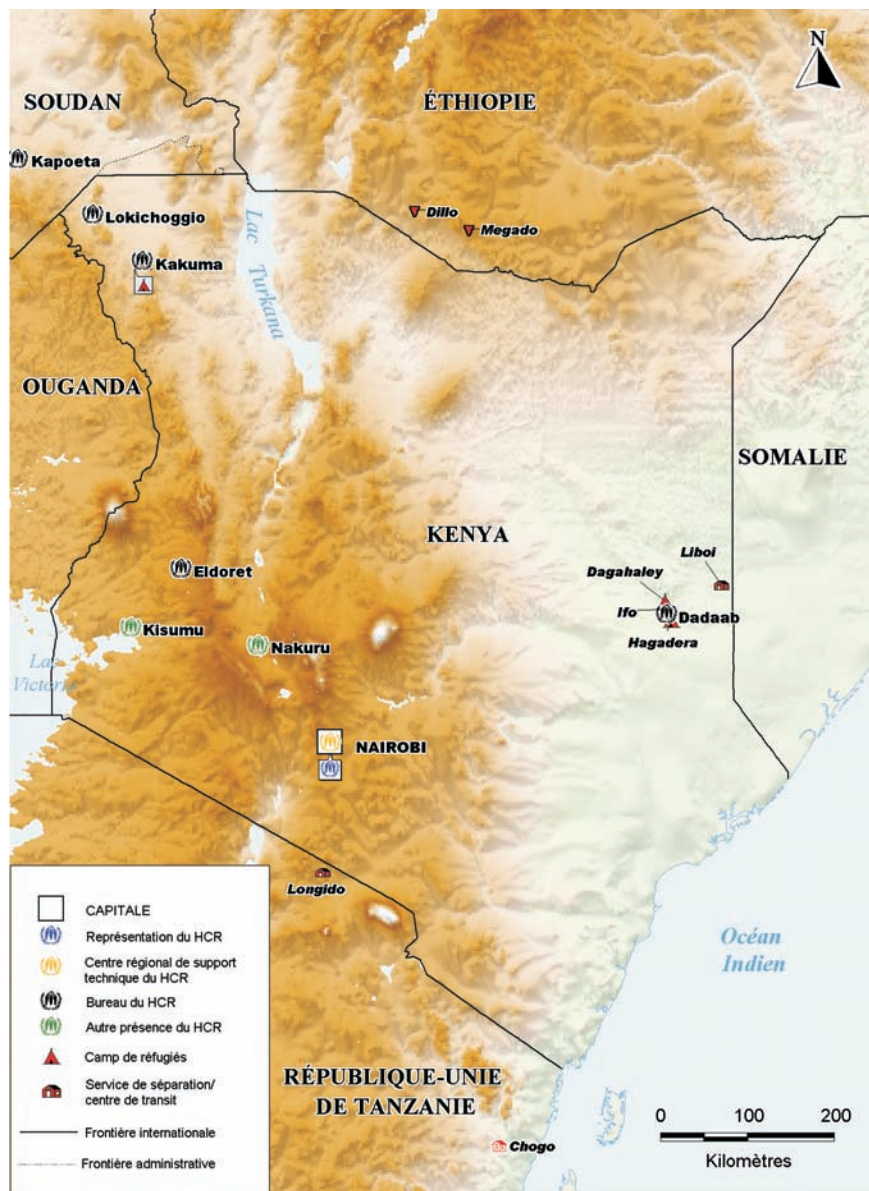 N
SOUDAN
ÉTHIOPIE
Kapoeta
Lokichoggio
Dillo
Megado
Lac
Turkana
Kakuma
OUGANDA
SOMALIE
KENYA
Liboi
Dagahaley
Eldoret
Ifo
Dadaab
Hagadera
Kisumu
Nakuru
Lac
Victoria
NAIROBI
Longido
Océan
Indien
CAPITALE
Représentation du HCR
Centre régional de support
technique du HCR
Bureau du HCR
Autre présence du HCR
Camp de réfugiés
Service de séparation/
centre de transit
Frontière internationale
Frontière administrative
RÉPUBLIQUE-UNIE
DE TANZANIE
Chogo
0 100 200
Kilomètres